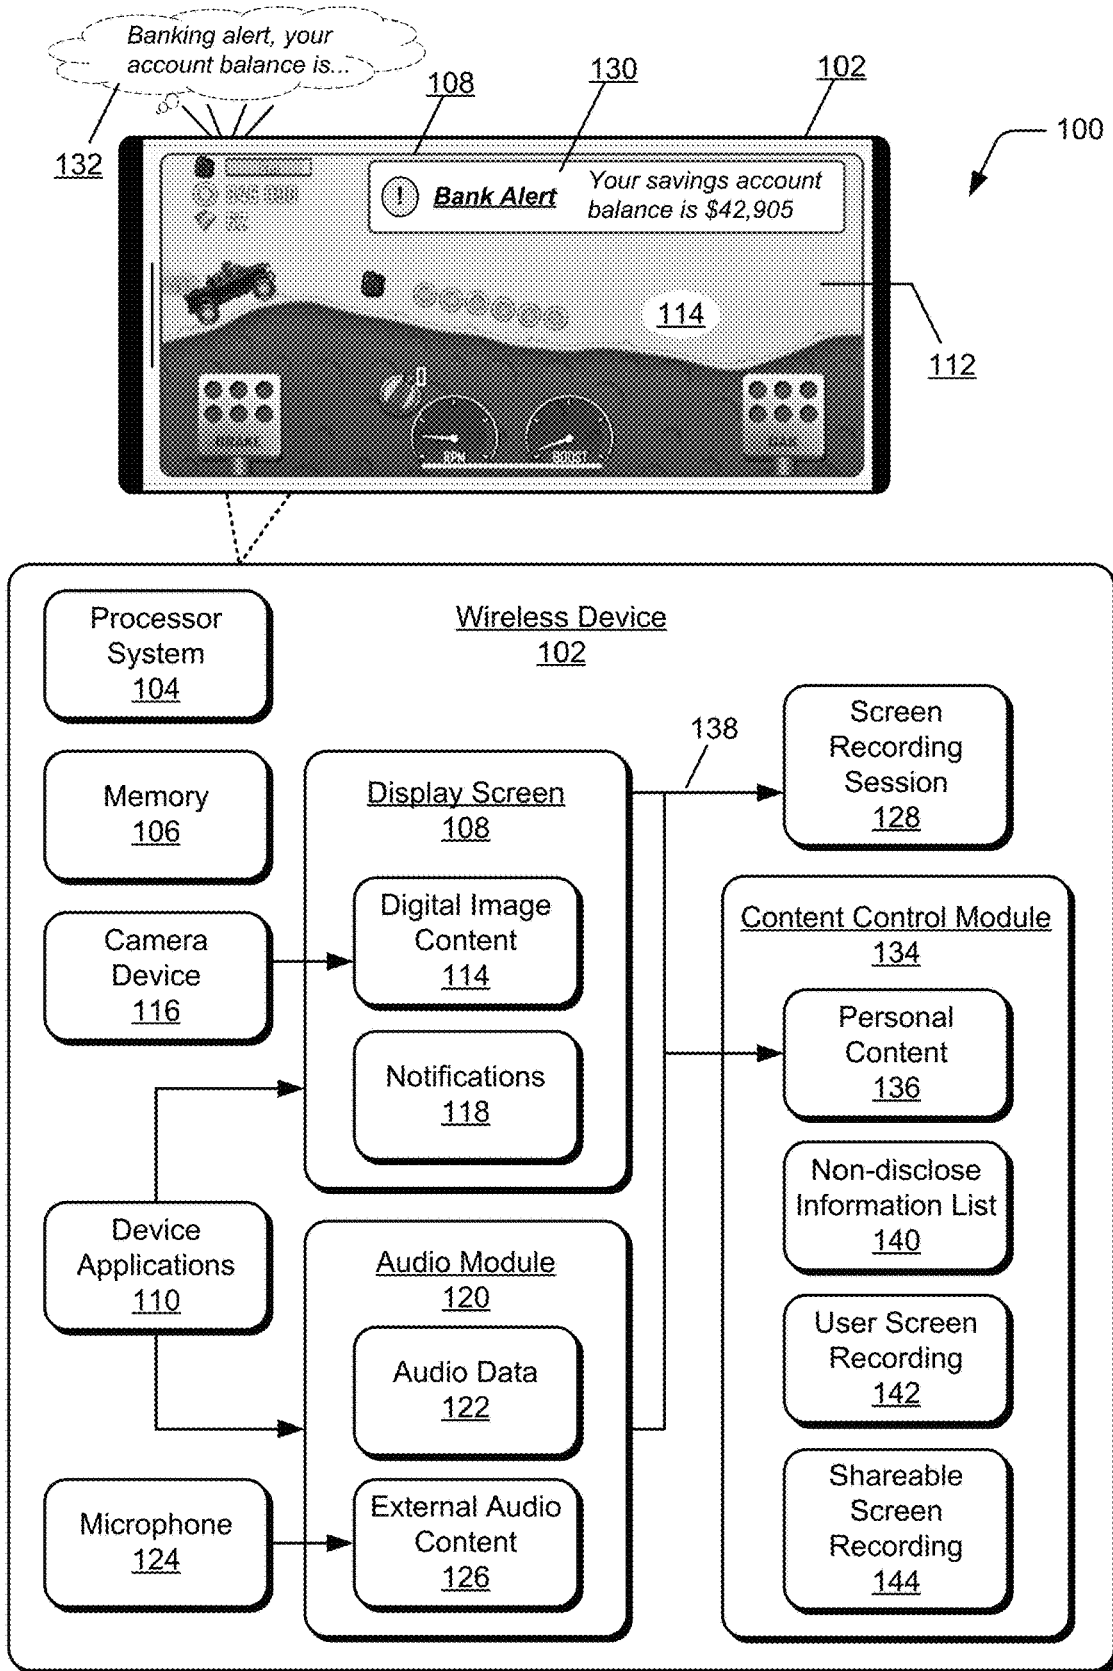 Banking alert, your
account balance is...
132
108
130
102
100
Bank Alert
Your savings account
balance is $42,905
!
114
112
BRAKE
RPM
BOOST
GAS
Wireless Device
102
Processor
System
104
Memory
106
Camera
Device
116
Device
Applications
110
Microphone
124
Display Screen
108
Digital Image
Content
114
Notifications
118
Audio Module
120
Audio Data
122
External Audio
Content
126
138
Screen
Recording
Session
128
Content Control Module
134
Personal
Content
136
Non-disclose
Information List
140
User Screen
Recording
142
Shareable
Screen
Recording
144